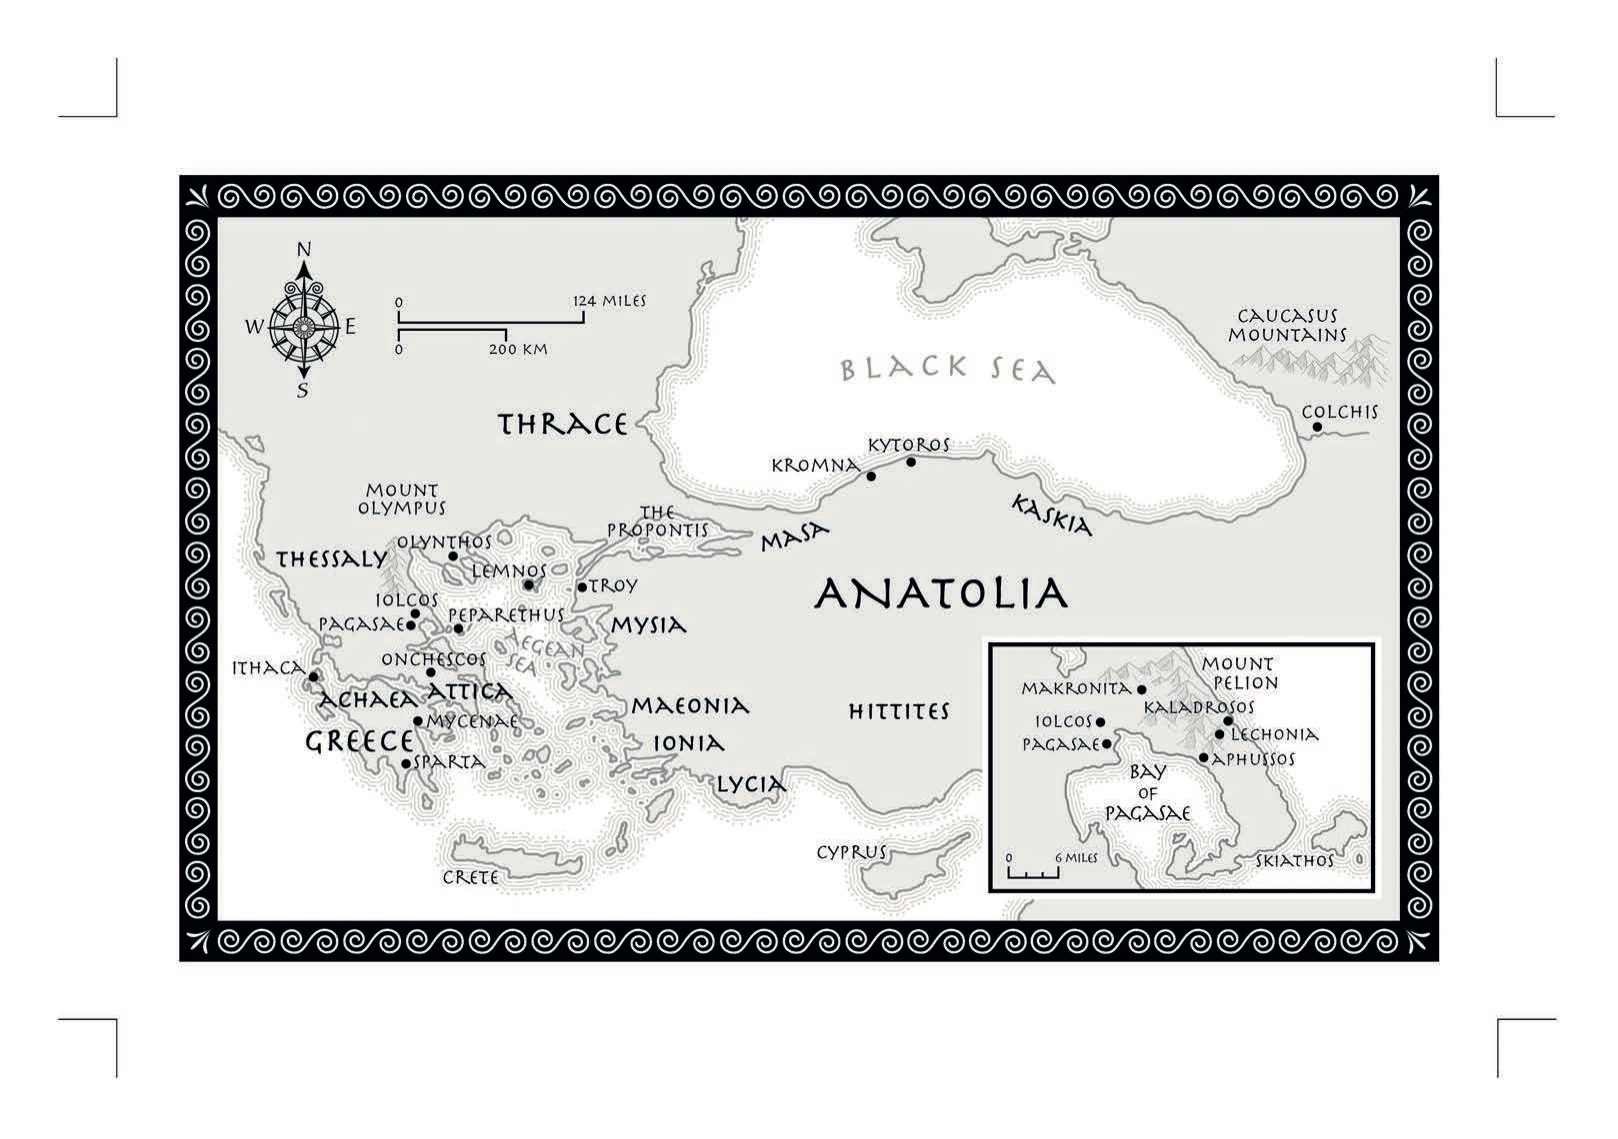 N
W
E
S
0
124 MILES
0
200 KM
BLACK SEA
CAUCASUS
MOUNTAINS
COLCHIS
THRACE
KYTOROS
KROMNA
KASKIA
MASA
MOUNT
OLYMPUS
THE
PROPONTIS
OLYNTHOS
THESSALY
LEMNOS
TROY
ANATOLIA
IOLCOS
PAGASAE
PEPARETHUS
MYSIA
AEGEAN
SEA
ITHACA
ONCHESCOS
ACHAEA
ATTICA
MAEONIA
HITTITES
MYCENAE
GREECE
IONIA
SPARTA
LYCIA
CYPRUS
CRETE
MOUNT
PELION
MAKRONITA
KALADROSOS
IOLCOS
LECHONIA
PAGASAE
APHUSSOS
BAY
OF
PAGASAE
0
6 MILES
SKIATHOS